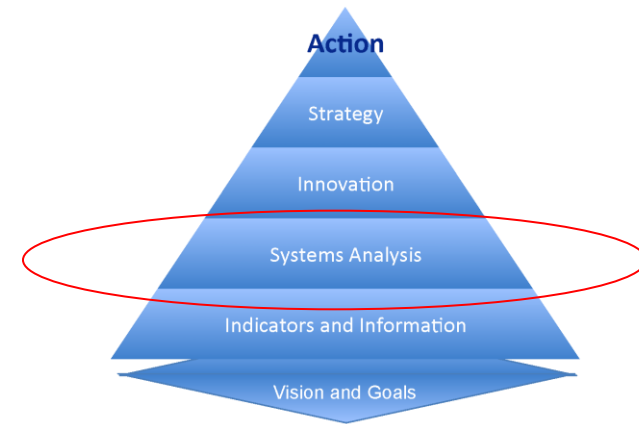 Action
Strategy
Innovation
Systems Analysis
Indicators and Information
Vision and Goals